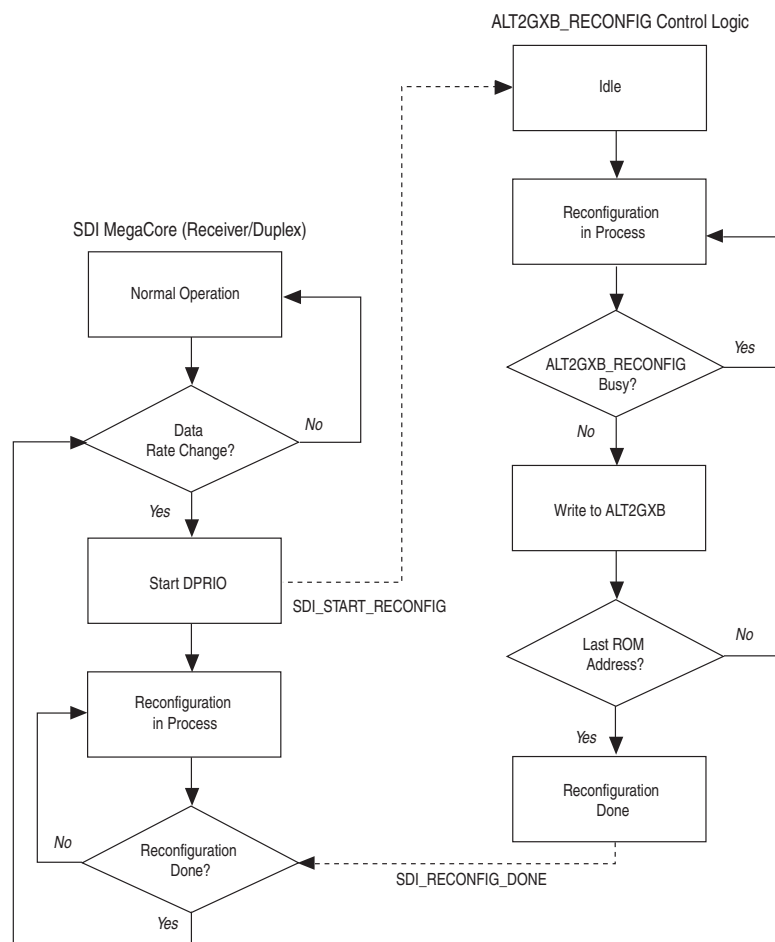 ALT2GXB_RECONFIG Control Logic
Idle
Reconfiguration
in Process
ALT2GXB_RECONFIG
Busy?
Yes
No
Write to ALT2GXB
Last ROM
Address?
No
Yes
Reconfiguration
Done
SDI MegaCore (Receiver/Duplex)
Normal Operation
Data
Rate Change?
No
Yes
Start DPRIO
SDI_START_RECONFIG
Reconfiguration
in Process
Reconfiguration
Done?
No
Yes
SDI_RECONFIG_DONE